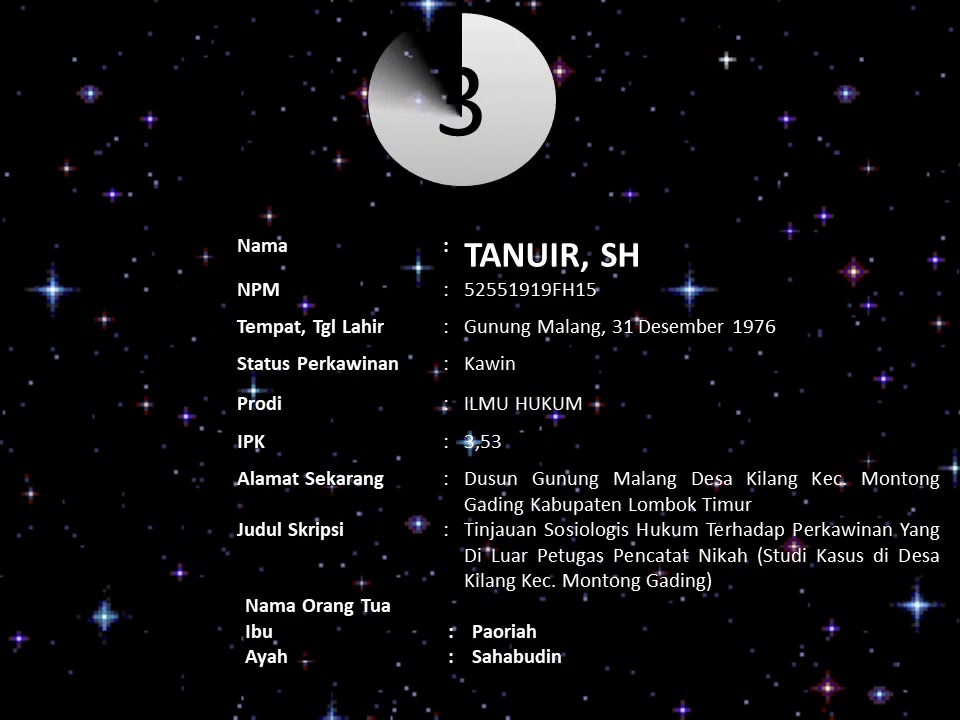 3
Nama : TANUIR, SH
NPM : 52551919FH15
Tempat, Tgl Lahir : Gunung Malang, 31 Desember 1976
Status Perkawinan : Kawin
Prodi : ILMU HUKUM
IPK : 3,53
Alamat Sekarang : Dusun Gunung Malang Desa Kilang Kec. Montong
Gading Kabupaten Lombok Timur
Judul Skripsi : Tinjauan Sosiologis Hukum Terhadap Perkawinan Yang
Di Luar Petugas Pencatat Nikah (Studi Kasus di Desa
Kilang Kec. Montong Gading)
Nama Orang Tua
Ibu : Paoriah
Ayah : Sahabudin